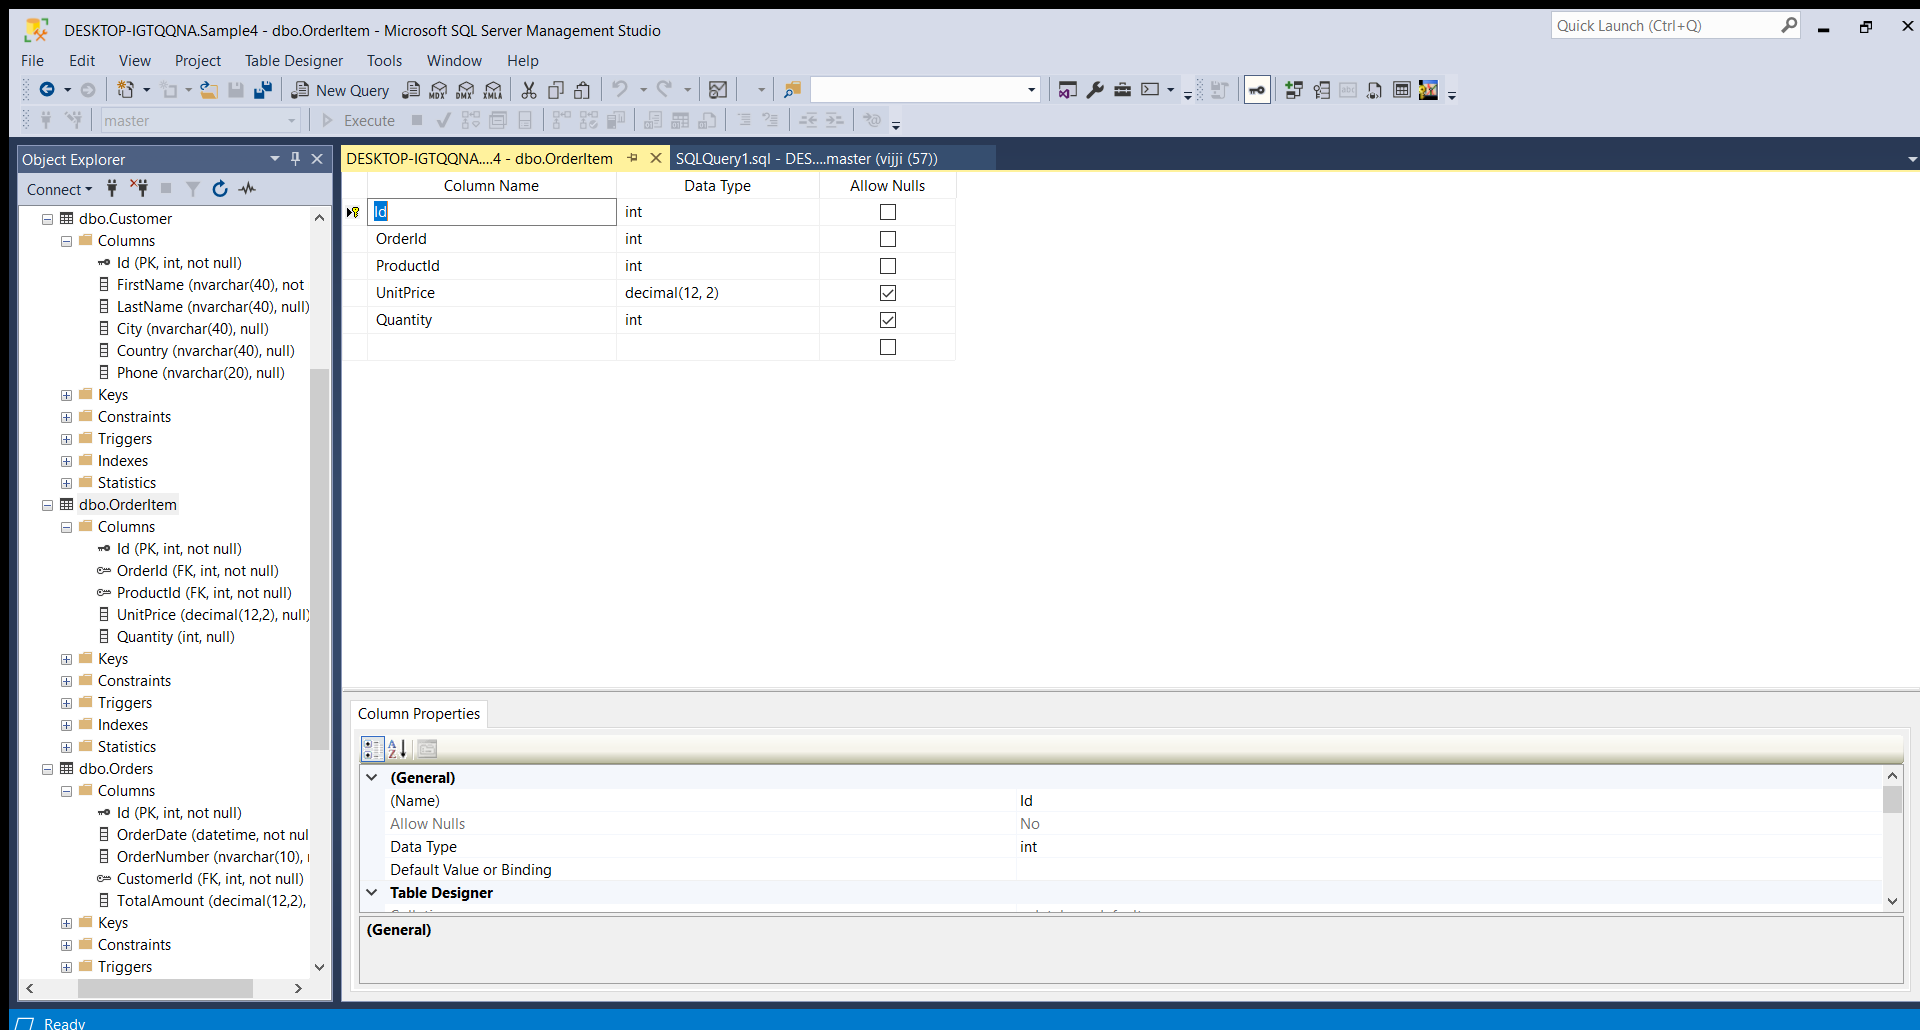 DESKTOP-IGTQQNA.Sample4 - dbo.OrderItem - Microsoft SQL Server Management Studio
Quick Launch (Ctrl+Q)
File Edit View Project Table Designer Tools Window Help
New Query MDX DMX XMLA
master Execute
Object Explorer
Connect
dbo.Customer
Columns
Id (PK, int, not null)
FirstName (nvarchar(40), not
LastName (nvarchar(40), null)
City (nvarchar(40), null)
Country (nvarchar(40), null)
Phone (nvarchar(20), null)
Keys
Constraints
Triggers
Indexes
Statistics
dbo.OrderItem
Columns
Id (PK, int, not null)
OrderId (FK, int, not null)
ProductId (FK, int, not null)
UnitPrice (decimal(12,2), null)
Quantity (int, null)
Keys
Constraints
Triggers
Indexes
Statistics
dbo.Orders
Columns
Id (PK, int, not null)
OrderDate (datetime, not nul
OrderNumber (nvarchar(10),
CustomerId (FK, int, not null)
TotalAmount (decimal(12,2),
Keys
Constraints
Triggers
DESKTOP-IGTQQNA....4 - dbo.OrderItem SQLQuery1.sql - DES....master (vijji (57))
Column Name Data Type Allow Nulls
Id int
OrderId int
ProductId int
UnitPrice decimal(12, 2)
Quantity int
Column Properties
(General)
(Name) Id
Allow Nulls No
Data Type int
Default Value or Binding
Table Designer
(General)
Ready